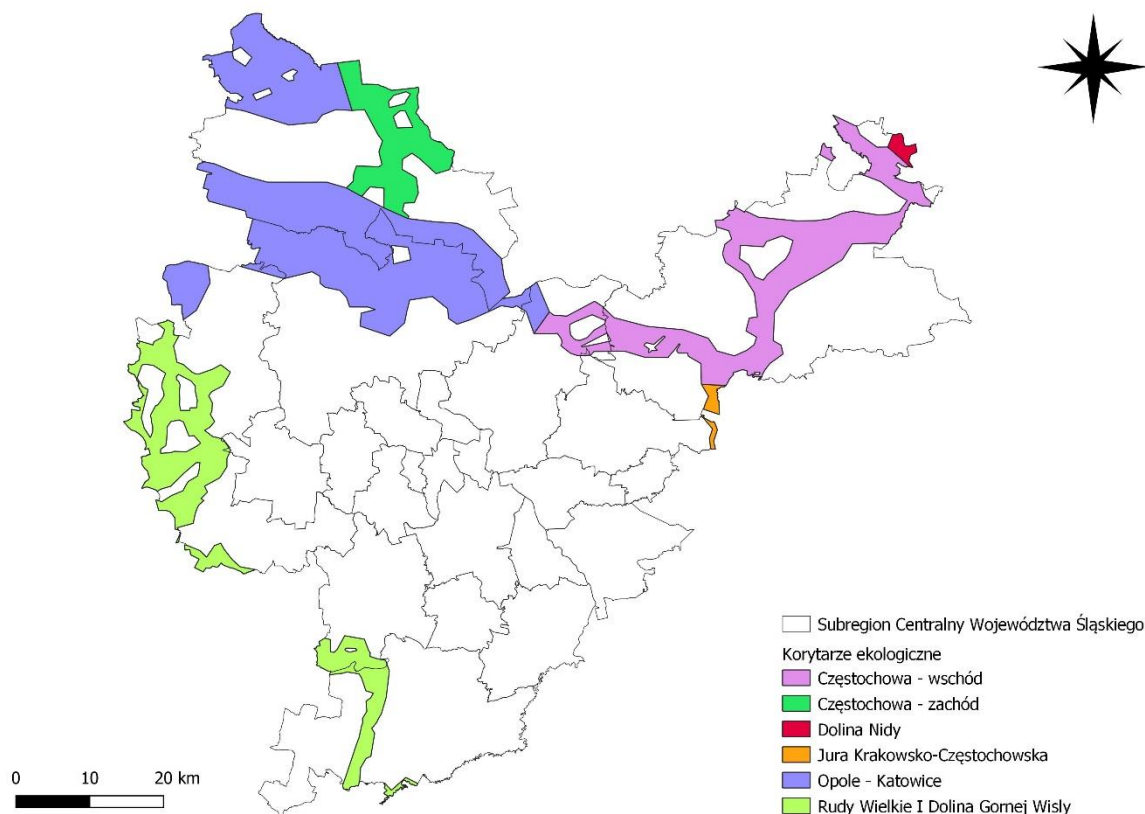 Subregion Centralny Województwa Śląskiego
Korytarze ekologiczne
Częstochowa - wschód
Częstochowa - zachód
Dolina Nidy
Jura Krakowsko-Częstochowska
Opole - Katowice
Rudy Wielkie I Dolina Gornej Wisly
0 10 20 km